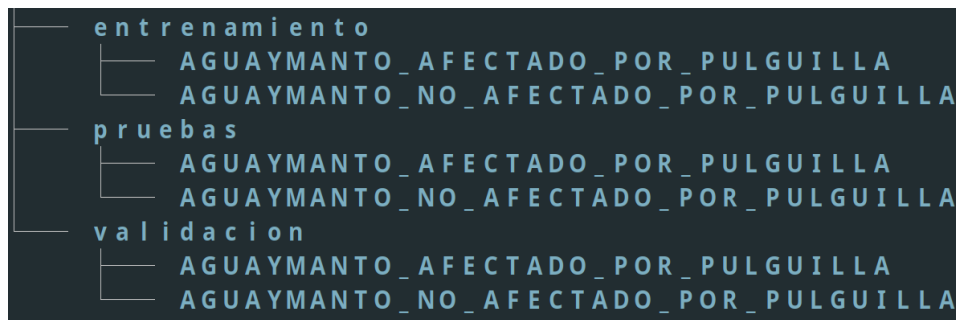 entrenamiento
AGUAYMANTO_AFECTADO_POR_PULGUILLA
AGUAYMANTO_NO_AFECTADO_POR_PULGUILLA
pruebas
AGUAYMANTO_AFECTADO_POR_PULGUILLA
AGUAYMANTO_NO_AFECTADO_POR_PULGUILLA
validacion
AGUAYMANTO_AFECTADO_POR_PULGUILLA
AGUAYMANTO_NO_AFECTADO_POR_PULGUILLA